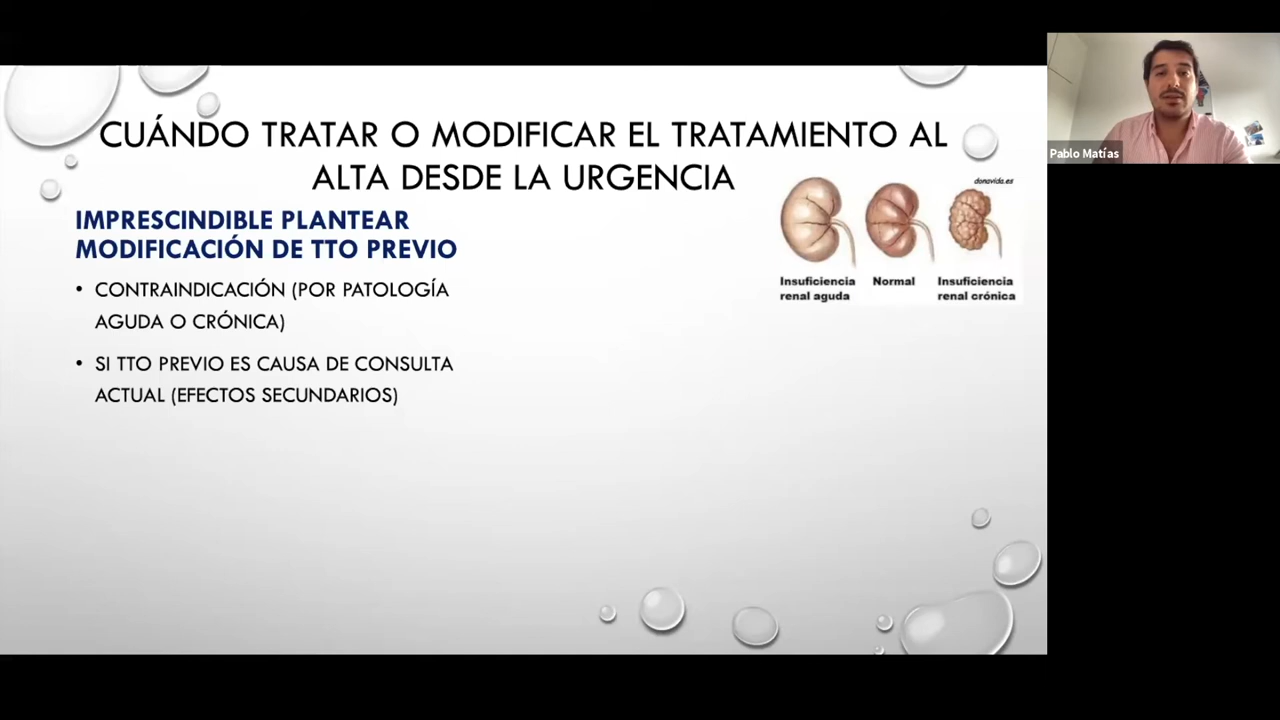 CUÁNDO TRATAR O MODIFICAR EL TRATAMIENTO AL
ALTA DESDE LA URGENCIA
IMPRESCINDIBLE PLANTEAR
MODIFICACIÓN DE TTO PREVIO
• CONTRAINDICACIÓN (POR PATOLOGÍA
AGUDA O CRÓNICA)
• SI TTO PREVIO ES CAUSA DE CONSULTA
ACTUAL (EFECTOS SECUNDARIOS)
donavida.es
Insuficiencia
renal aguda
Normal
Insuficiencia
renal crónica
Pablo Matías